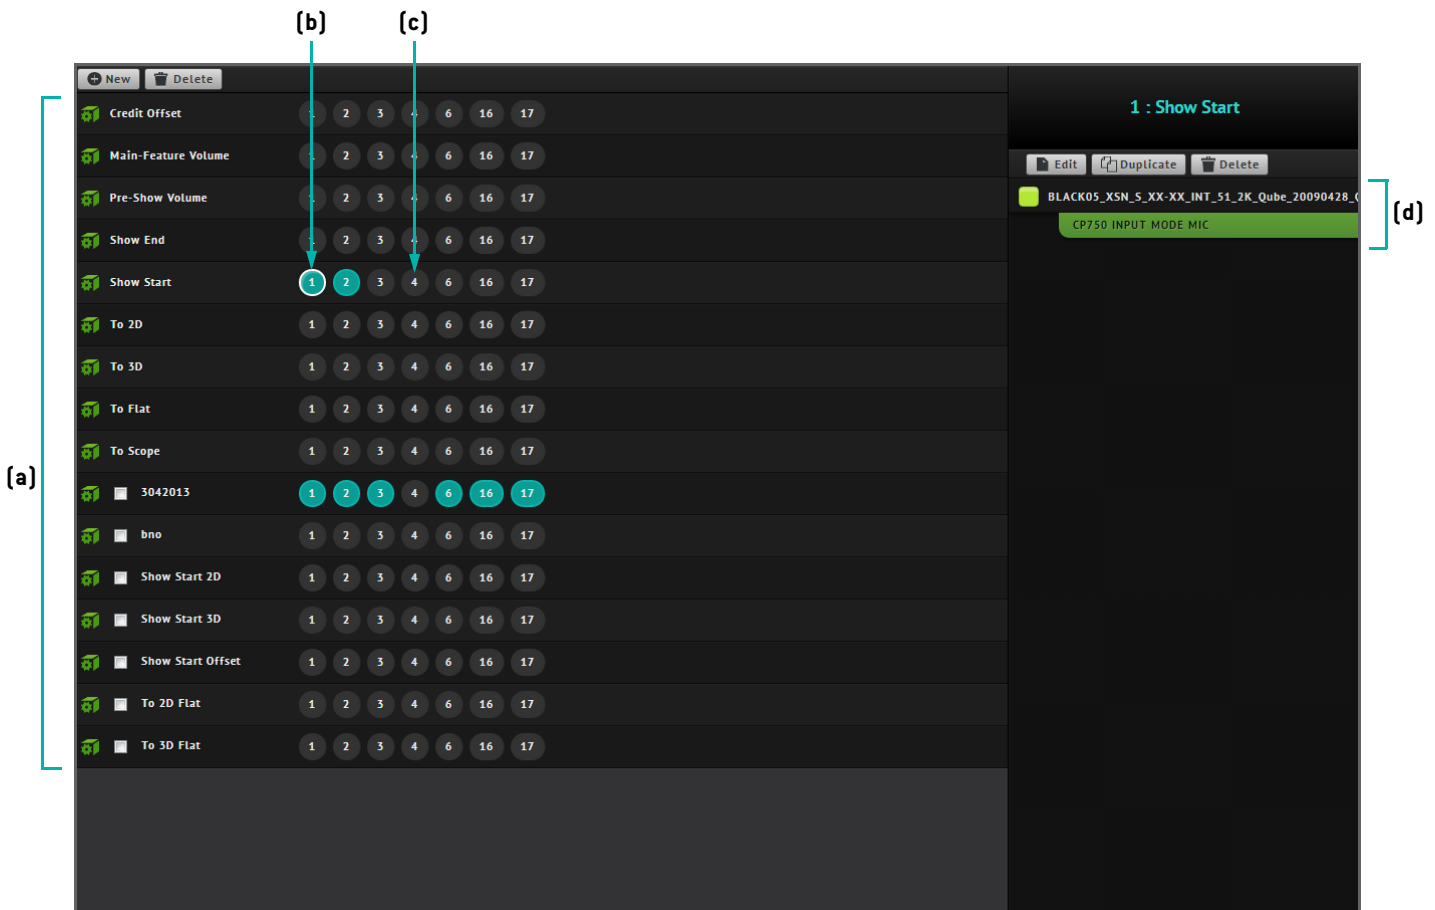 (b) (c)
New Delete
Credit Offset 1 2 3 4 6 16 17
Main-Feature Volume 1 2 3 4 6 16 17
Pre-Show Volume 1 2 3 4 6 16 17
Show End 1 2 3 4 6 16 17
Show Start 1 2 3 4 6 16 17
To 2D 1 2 3 4 6 16 17
To 3D 1 2 3 4 6 16 17
To Flat 1 2 3 4 6 16 17
To Scope 1 2 3 4 6 16 17
(a)
3042013 1 2 3 4 6 16 17
bno 1 2 3 4 6 16 17
Show Start 2D 1 2 3 4 6 16 17
Show Start 3D 1 2 3 4 6 16 17
Show Start Offset 1 2 3 4 6 16 17
To 2D Flat 1 2 3 4 6 16 17
To 3D Flat 1 2 3 4 6 16 17
1 : Show Start
Edit Duplicate Delete
BLACK05_XSN_S_XX-XX_INT_51_2K_Qube_20090428_
(d)
CP750 INPUT MODE MIC